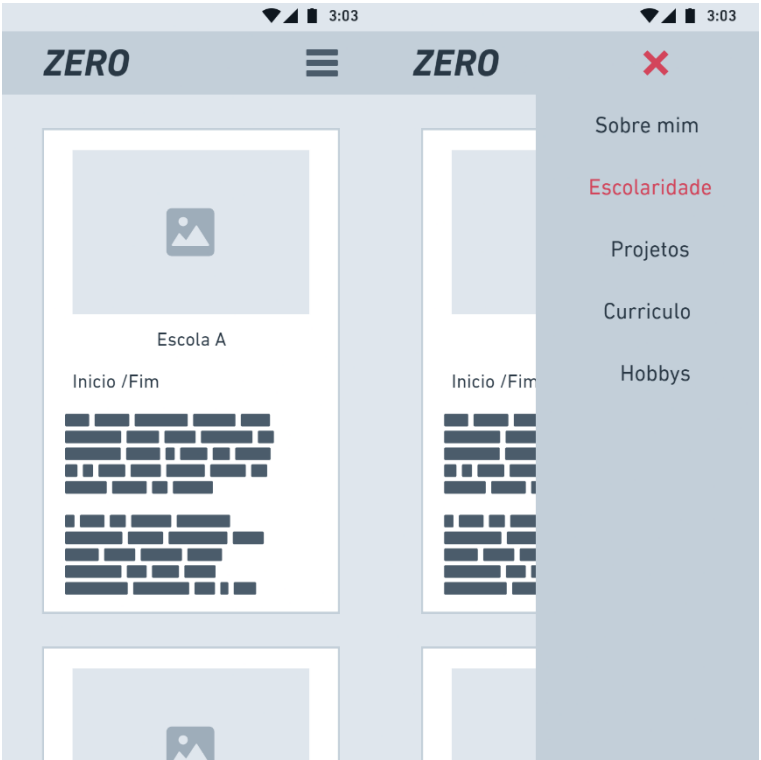 3:03
ZERO
Escola A
Inicio /Fim
3:03
ZERO
Sobre mim
Escolaridade
Projetos
Curriculo
Hobbys
Inicio /Fim